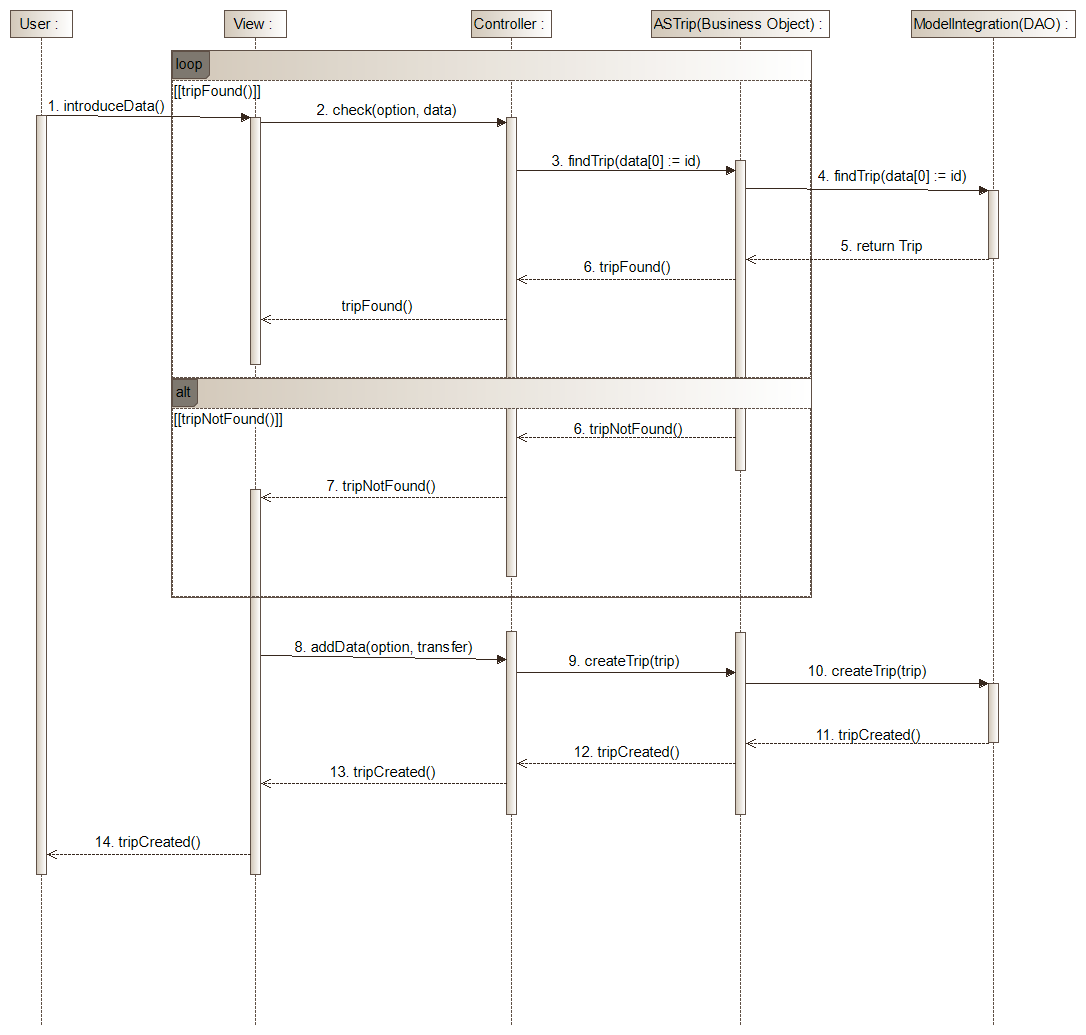 User :
View :
Controller :
ASTrip(Business Object) :
ModelIntegration(DAO) :
loop
[[tripFound()]]
1. introduceData()
2. check(option, data)
3. findTrip(data[0] := id)
4. findTrip(data[0] := id)
5. return Trip
6. tripFound()
tripFound()
alt
[[tripNotFound()]]
6. tripNotFound()
7. tripNotFound()
8. addData(option, transfer)
9. createTrip(trip)
10. createTrip(trip)
11. tripCreated()
12. tripCreated()
13. tripCreated()
14. tripCreated()